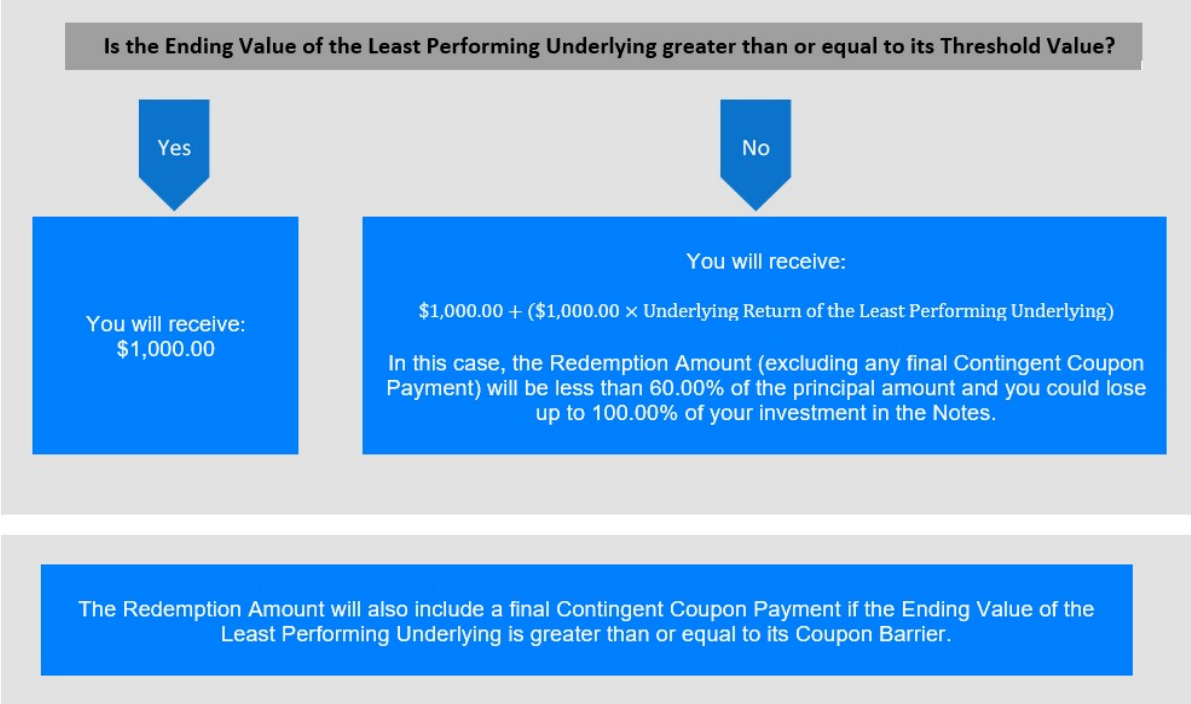 Is the Ending Value of the Least Performing Underlying greater than or equal to its Threshold Value?
Yes
No
You will receive:
$1,000.00
You will receive:
$1,000.00 + ($1,000.00 × Underlying Return of the Least Performing Underlying)
In this case, the Redemption Amount (excluding any final Contingent Coupon
Payment) will be less than 60.00% of the principal amount and you could lose
up to 100.00% of your investment in the Notes.
The Redemption Amount will also include a final Contingent Coupon Payment if the Ending Value of the
Least Performing Underlying is greater than or equal to its Coupon Barrier.